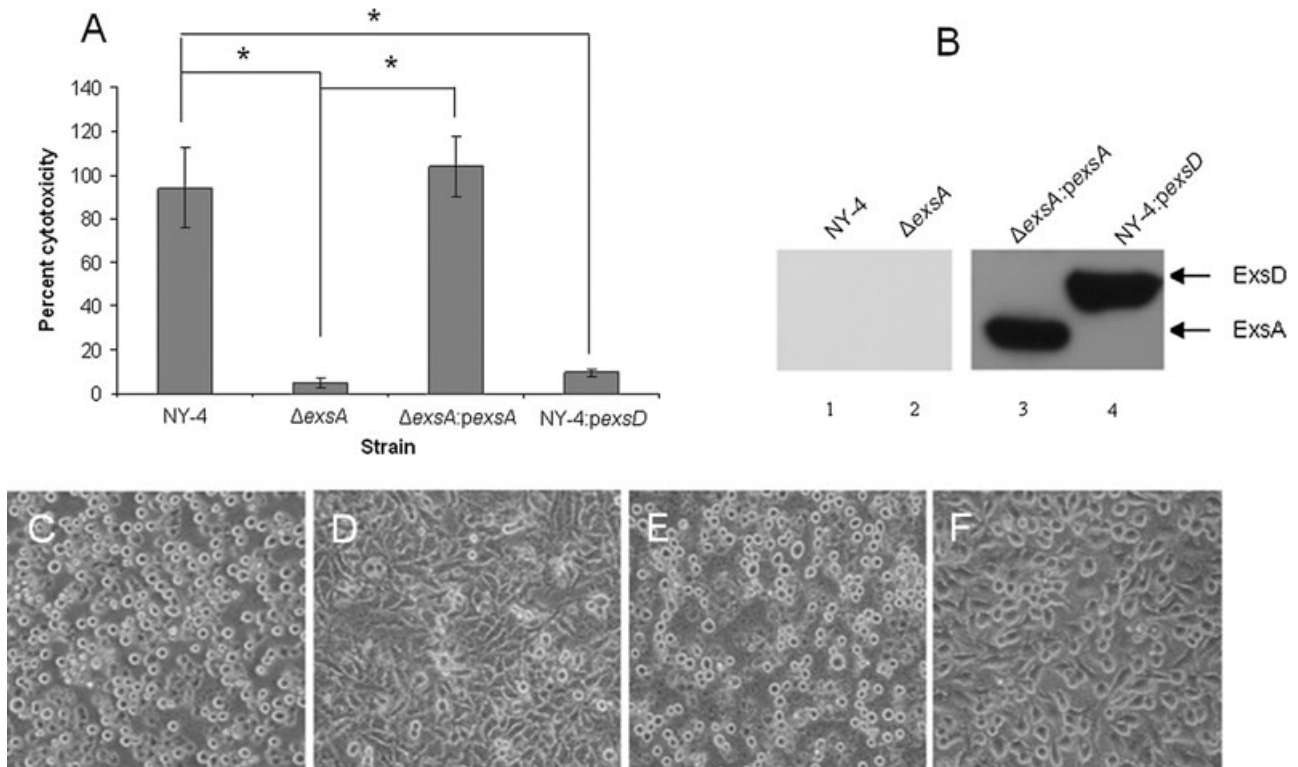 A
*
*
*
140
120
100
80
60
40
20
0
Percent cytotoxicity
NY-4
ΔexsA
ΔexsA:pexsA
NY-4:pexsD
Strain
B
NY-4
ΔexsA
ΔexsA:pexsA
NY-4:pexsD
ExsD
ExsA
1
2
3
4
C
D
E
F